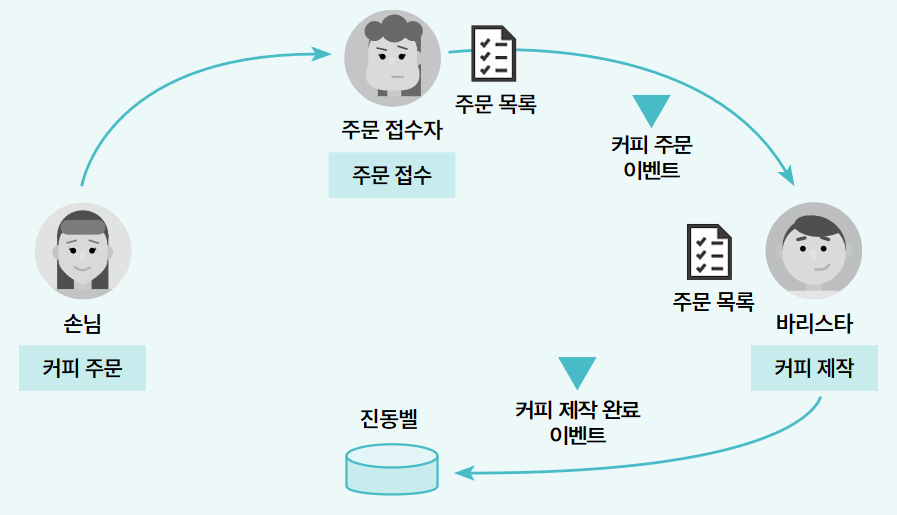 주문 목록
주문 접수자
주문 접수
커피 주문
이벤트
주문 목록
손님
커피 주문
바리스타
커피 제작
커피 제작 완료
이벤트
진동벨